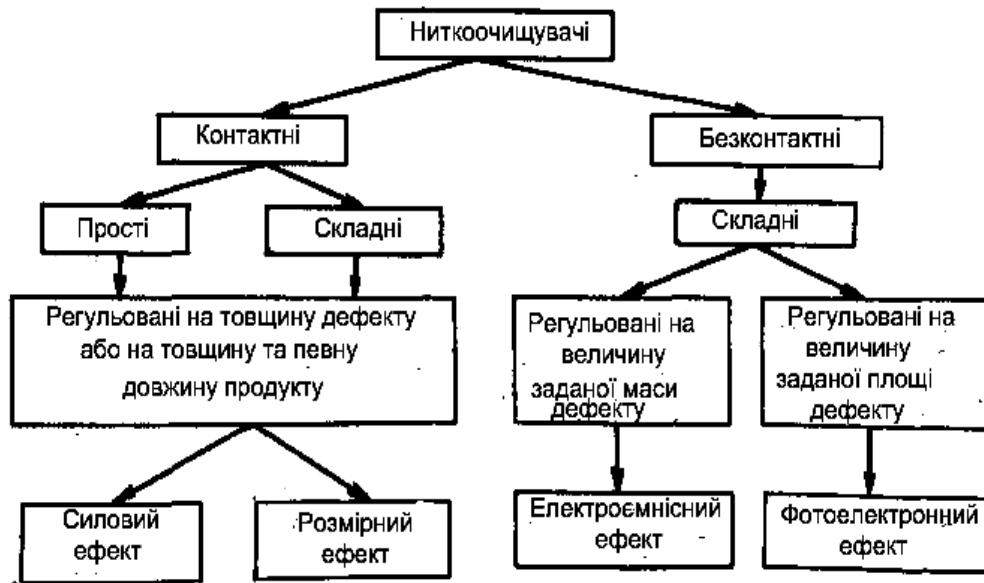 Ниткоочищувачі
Контактні
Безконтактні
Прості
Складні
Складні
Регульовані на товщину дефекту
або на товщину та певну
довжину продукту
Регульовані на
величину
заданої маси
дефекту
Регульовані на
величину
заданої площі
дефекту
Силовий
ефект
Розмірний
ефект
Електроємнісний
ефект
Фотоелектронний
ефект